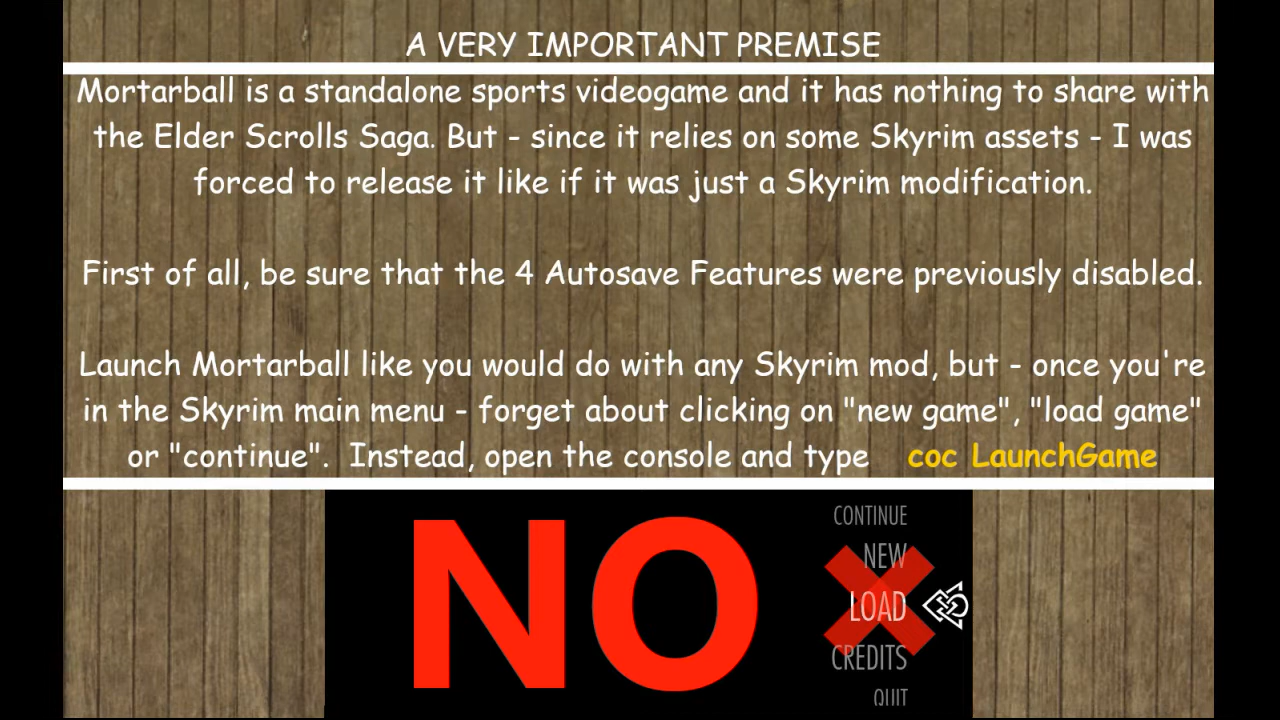 A VERY IMPORTANT PREMISE
Mortarball is a standalone sports videogame and it has nothing to share with
the Elder Scrolls Saga. But - since it relies on some Skyrim assets - I was
forced to release it like if it was just a Skyrim modification.
First of all, be sure that the 4 Autosave Features were previously disabled.
Launch Mortarball like you would do with any Skyrim mod, but - once you're
in the Skyrim main menu - forget about clicking on "new game", "load game"
or "continue". Instead, open the console and type coc LaunchGame
NO
CONTINUE
NEW
LOAD
CREDITS
QUIT